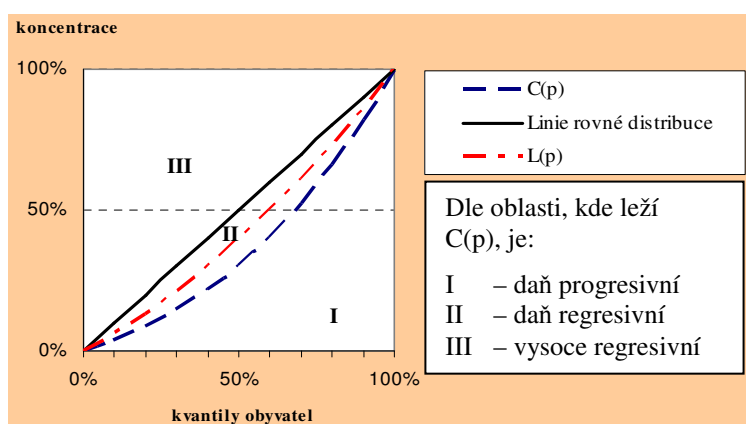 koncentrace
100%
50%
0%
III
II
I
0%
50%
100%
kvantily obyvatel
C(p)
Linie rovné distribuce
L(p)
Dle oblasti, kde leží
C(p), je:
I – daň progresivní
II – daň regresivní
III – vysoce regresivní